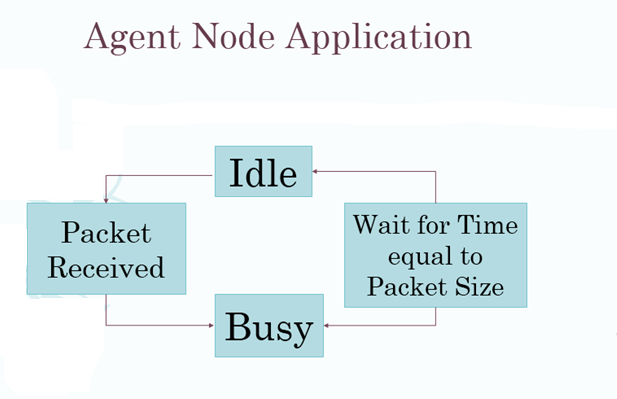 Agent Node Application
Idle
Packet
Received
Wait for Time
equal to
Packet Size
Busy